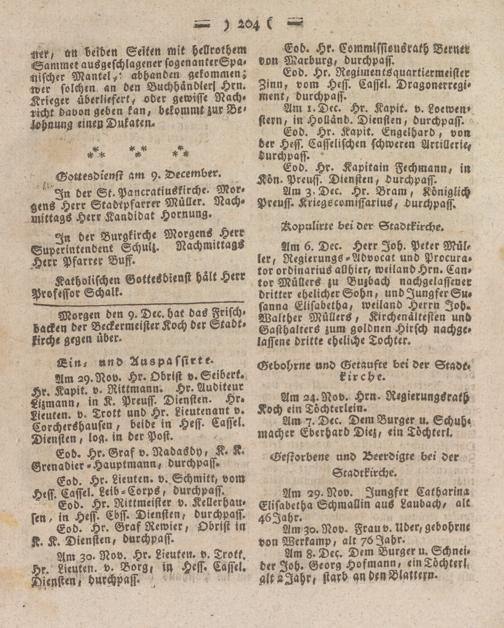 = ) 204 ( =
ner, an beiden Seiten mit hellrothem
Sammet ausgeschlagener sogenanter Spa-
nischer Mantel, abhanden gekommen;
wer solchen an den Buchhändler Hrn.
Krieger überliefert, oder gewisse Nach-
richt davon geben kan, bekommt zur Be-
lohnung einen Dukaten.
Gottesdienst am 9. December.
In der St. Pancratiuskirche. Mor-
gens Herr Stadtpfarrer Müller. Nach-
mittags Herr Kandidat Hornung.
In der Burgkirche Morgens Herr
Superintendent Schulz. Nachmittags
Herr Pfarrer Buff.
Katholischen Gottesdienst hält Herr
Professor Schalk.
Morgen den 9. Dec. hat das Frisch-
backen der Beckermeister Koch der Stadt-
kirche gegen über.
Ein- und Auspassirte.
Am 29. Nov. Hr. Obrist v. Seibert.
Hr. Kapit. v. Rittmann. Hr. Auditeur
Litzmann, in K. Preuss. Diensten. Hr.
Lieuten. v. Trott und Hr. Lieutenant v.
Corchershausen, beide in Hess. Cassel.
Diensten, log. in der Post.
Eod. Hr. Graf v. Nadasdy, K. K.
Grenadier-Hauptmann, durchpass.
Eod. Hr. Lieuten. v. Schmitt, vom
Hess. Cassel. Leib-Corps, durchpass.
Eod. Hr. Rittmeister v. Kellerhau-
sen, in Hess. Cbss. Diensten, durchpass.
Eod. Hr. Graf Rewier, Obrist in
K. K. Diensten, durchpass.
Am 30. Nov. Hr. Lieuten. v. Trott,
Hr. Lieuten. v. Borg, in Hess. Cassel.
Diensten, durchpass.
Eod. Hr. Commissionsrath Berner
von Marburg, durchpass.
Eod. Hr. Regimentsquartiermeister
Zinn, vom Hess. Cassel. Dragonerregi-
ment, durchpass.
Am 1. Dec. Hr. Kapit. v. Loewen-
stern, in Holländ. Diensten, durchpass.
Eod. Hr. Kapit. Engelhard, von
der Hess. Casselischen schweren Artillerie,
durchpass.
Eod. Hr. Kapitain Fechmann, in
Kön. Preuss. Diensten, durchpass.
Am 3. Dec. Hr. Bram, Königlich
Preuss. Kriegscomissarius, durchpass.
Kopulirte bei der Stadtkirche.
Am 6. Dec. Herr Joh. Peter Mül-
ler, Regierungs-Advocat und Procura-
tor ordinarius allhier, weiland Hrn. Can-
tor Müllers zu Butzbach nachgelassener
dritter ehelicher Sohn, und Jungfer Su-
sanna Elisabetha, weiland Herrn Joh.
Walther Müllers, Kirchenältesten und
Gasthalters zum goldnen Hirsch nachge-
lassene dritte eheliche Tochter.
Gebohrne und Getaufte bei der Stadt-
kirche.
Am 24. Nov. Hrn. Regierungsrath
Koch ein Töchterlein.
Am 7. Dec. Dem Burger u. Schuh-
macher Eberhard Dietz, ein Töchterl.
Gestorbene und Beerdigte bei der
Stadtkirche.
Am 29. Nov. Jungfer Catharina
Elisabetha Schmallin aus Laubach, alt
46 Jahr.
Am 30. Nov. Frau v. Uder, gebohrne
von Werkamp, alt 76 Jahr.
Am 8. Dec. Dem Burger u. Schnei-
der Joh. Georg Hofmann, ein Töchterl.
alt 2 Jahr, starb an den Blattern.